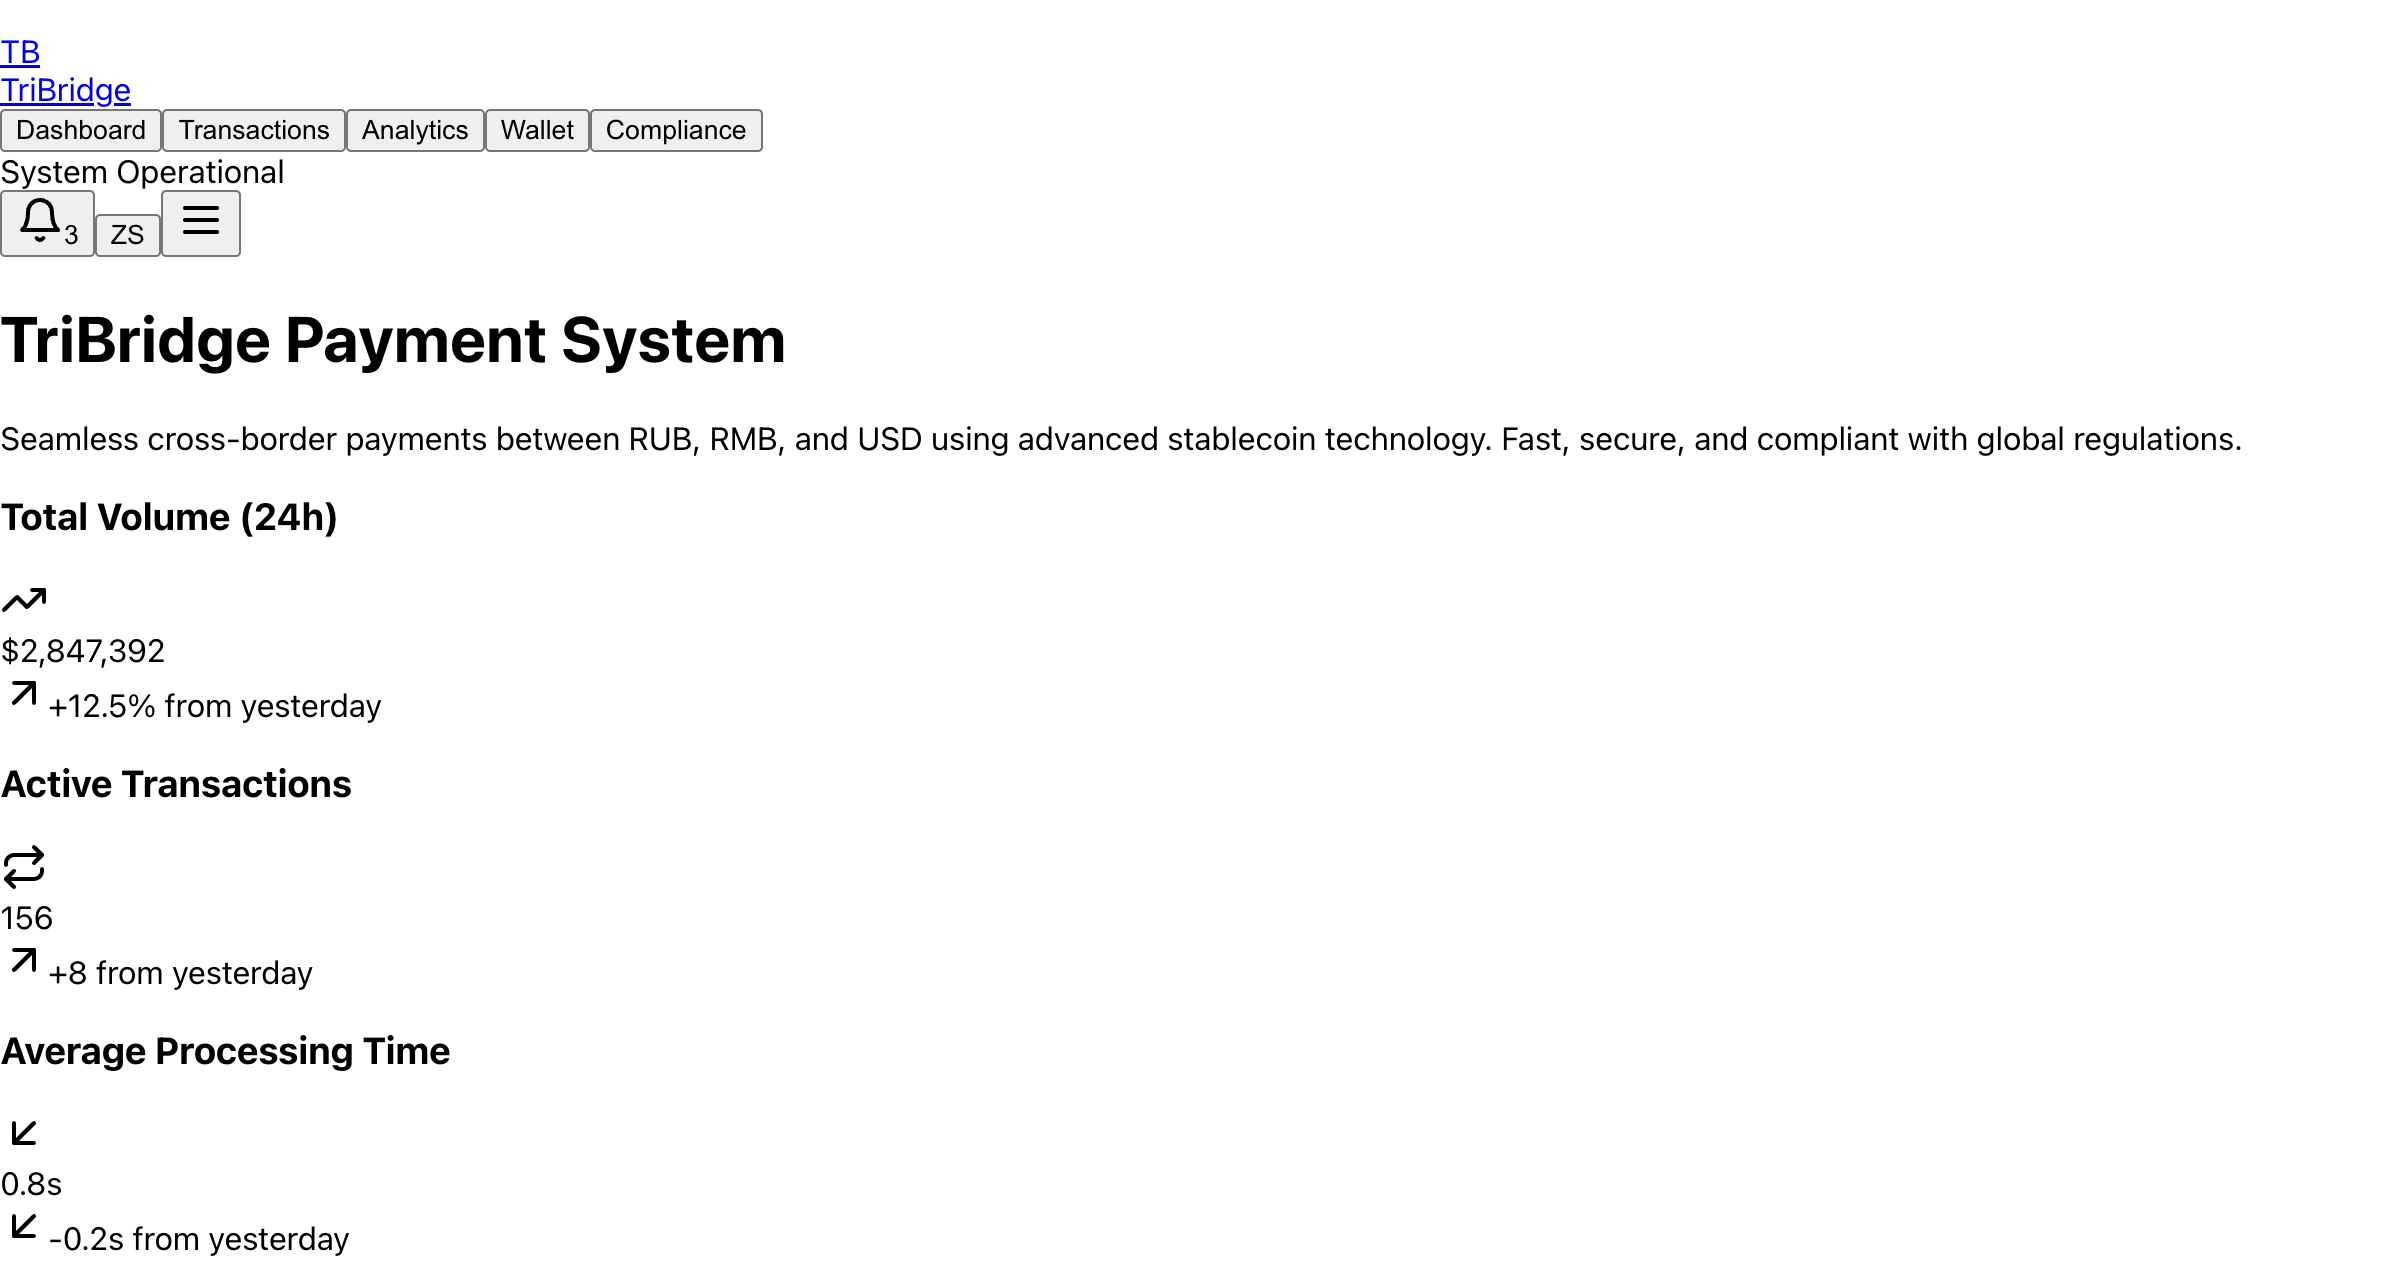 TB
TriBridge
Dashboard Transactions Analytics Wallet Compliance
System Operational
3 ZS
TriBridge Payment System
Seamless cross-border payments between RUB, RMB, and USD using advanced stablecoin technology. Fast, secure, and compliant with global regulations.
Total Volume (24h)
$2,847,392
+12.5% from yesterday
Active Transactions
156
+8 from yesterday
Average Processing Time
0.8s
-0.2s from yesterday